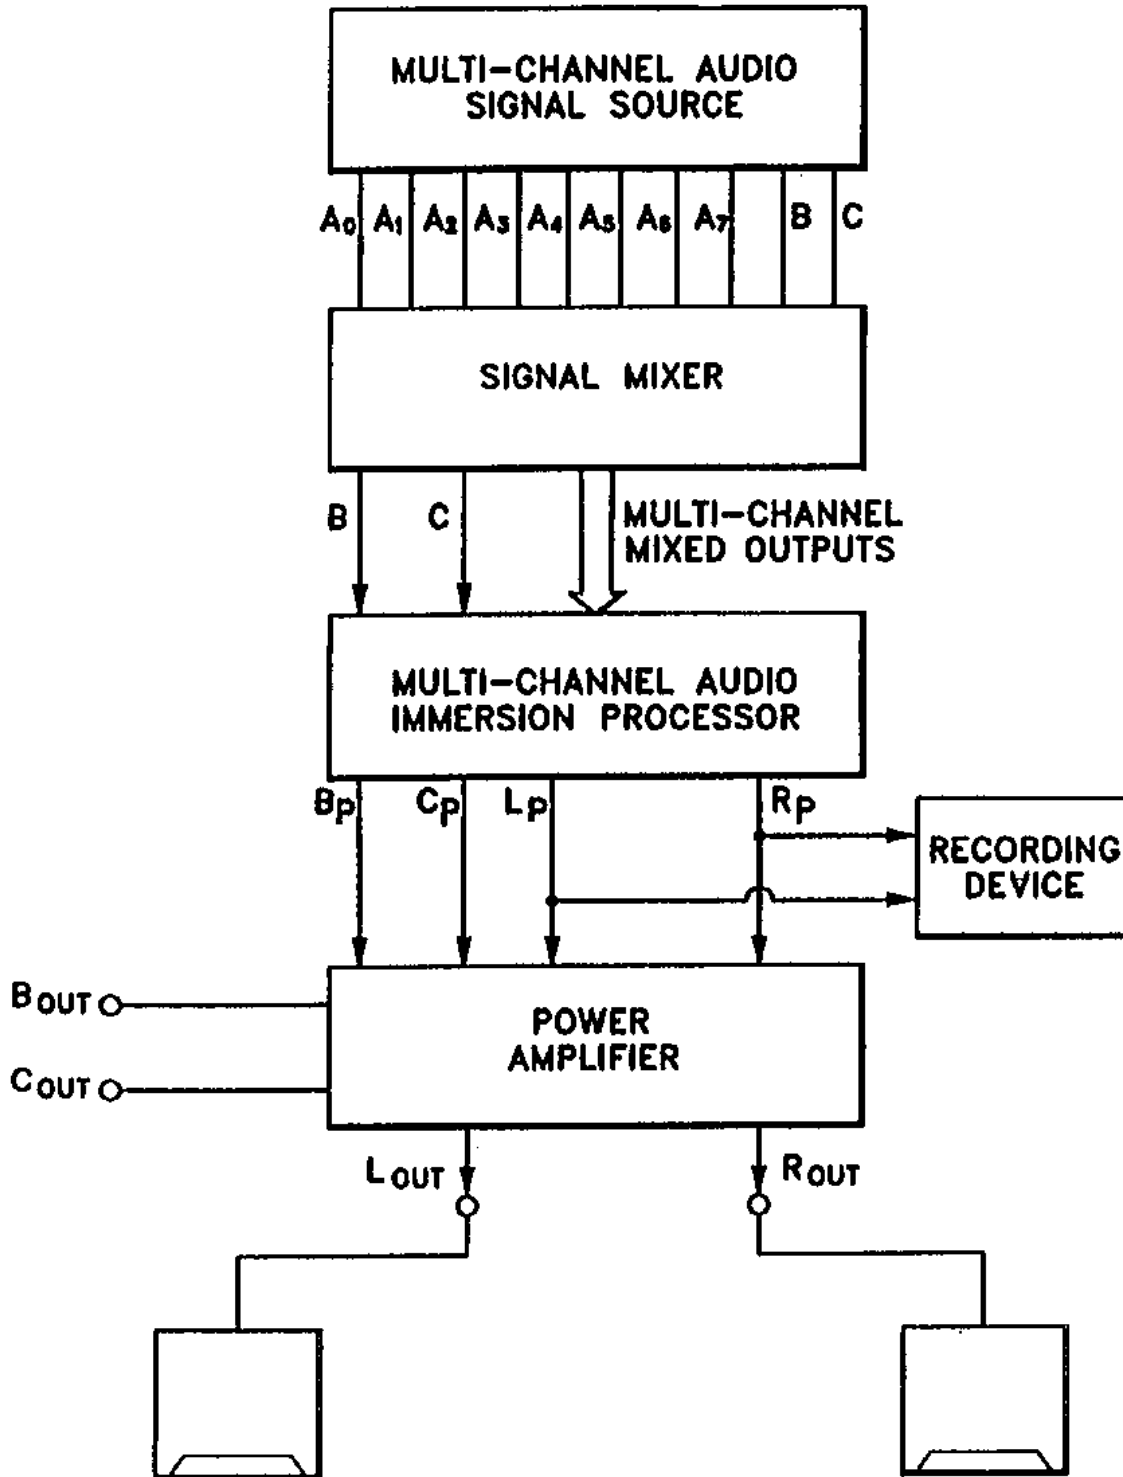 MULTI-CHANNEL AUDIO
SIGNAL SOURCE
A0 A1 A2 A3 A4 A5 A6 A7 B C
SIGNAL MIXER
B C
MULTI-CHANNEL
MIXED OUTPUTS
MULTI-CHANNEL AUDIO
IMMERSION PROCESSOR
Bp Cp Lp Rp
RECORDING
DEVICE
BOUT
POWER
AMPLIFIER
COUT
LOUT ROUT